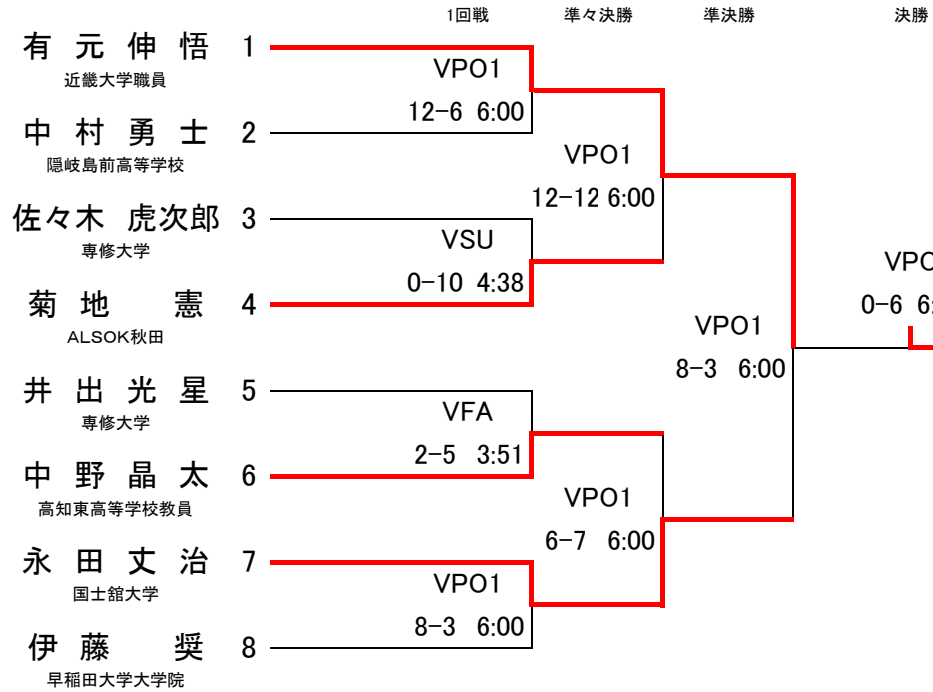 1回戦 準々決勝 準決勝 決勝
有元伸悟 1
近畿大学職員
VPO1
12-6 6:00
中村勇士 2
隠岐島前高等学校
VPO1
12-12 6:00
佐々木 虎次郎 3
専修大学
VSU
0-10 4:38
菊地 憲 4
ALSOK秋田
VPO1
8-3 6:00
井出光星 5
専修大学
VFA
2-5 3:51
中野晶太 6
高知東高等学校教員
VPO1
6-7 6:00
永田丈治 7
国士舘大学
VPO1
8-3 6:00
伊藤 奨 8
早稲田大学大学院
VPO
0-6 6: